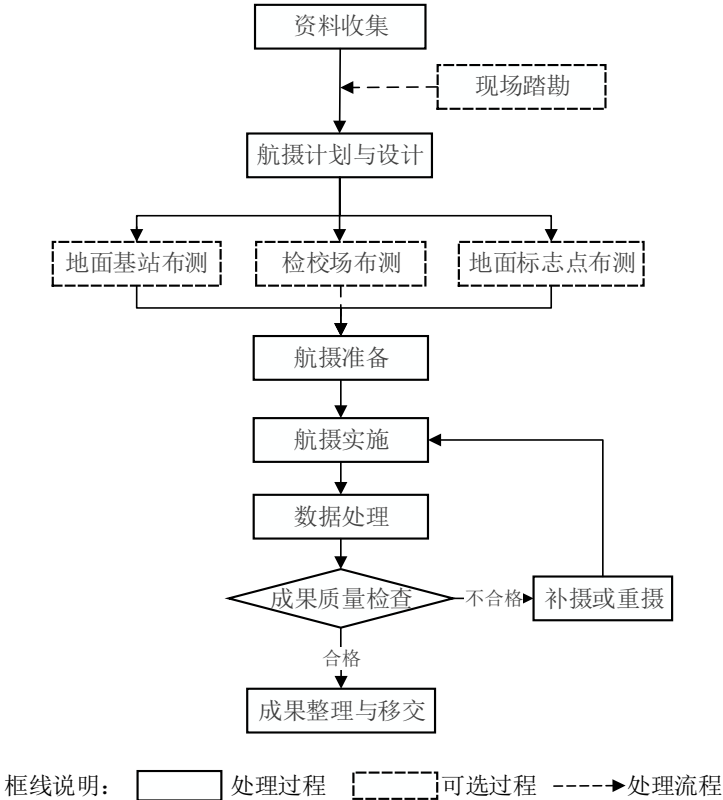 资料收集
现场踏勘
航摄计划与设计
地面基站布测 检校场布测 地面标志点布测
航摄准备
航摄实施
数据处理
成果质量检查 不合格 补摄或重摄
合格
成果整理与移交
框线说明： 处理过程 可选过程 处理流程